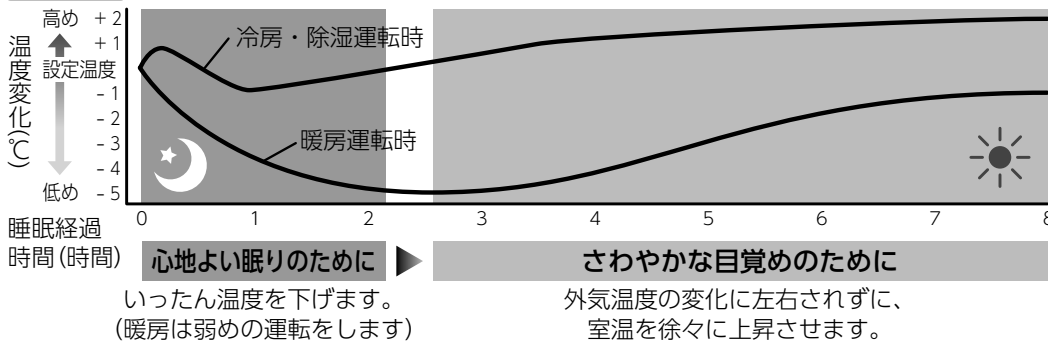 高め
+2
+1
設定温度
-1
-2
-3
-4
低め
-5
温度変化(℃)
冷房・除湿運転時
暖房運転時
0 1 2 3 4 5 6 7 8
睡眠経過
時間(時間)
心地よい眠りのために
いったん温度を下げます。
(暖房は弱めの運転をします)
さわやかな目覚めのために
外気温度の変化に左右されずに、
室温を徐々に上昇させます。